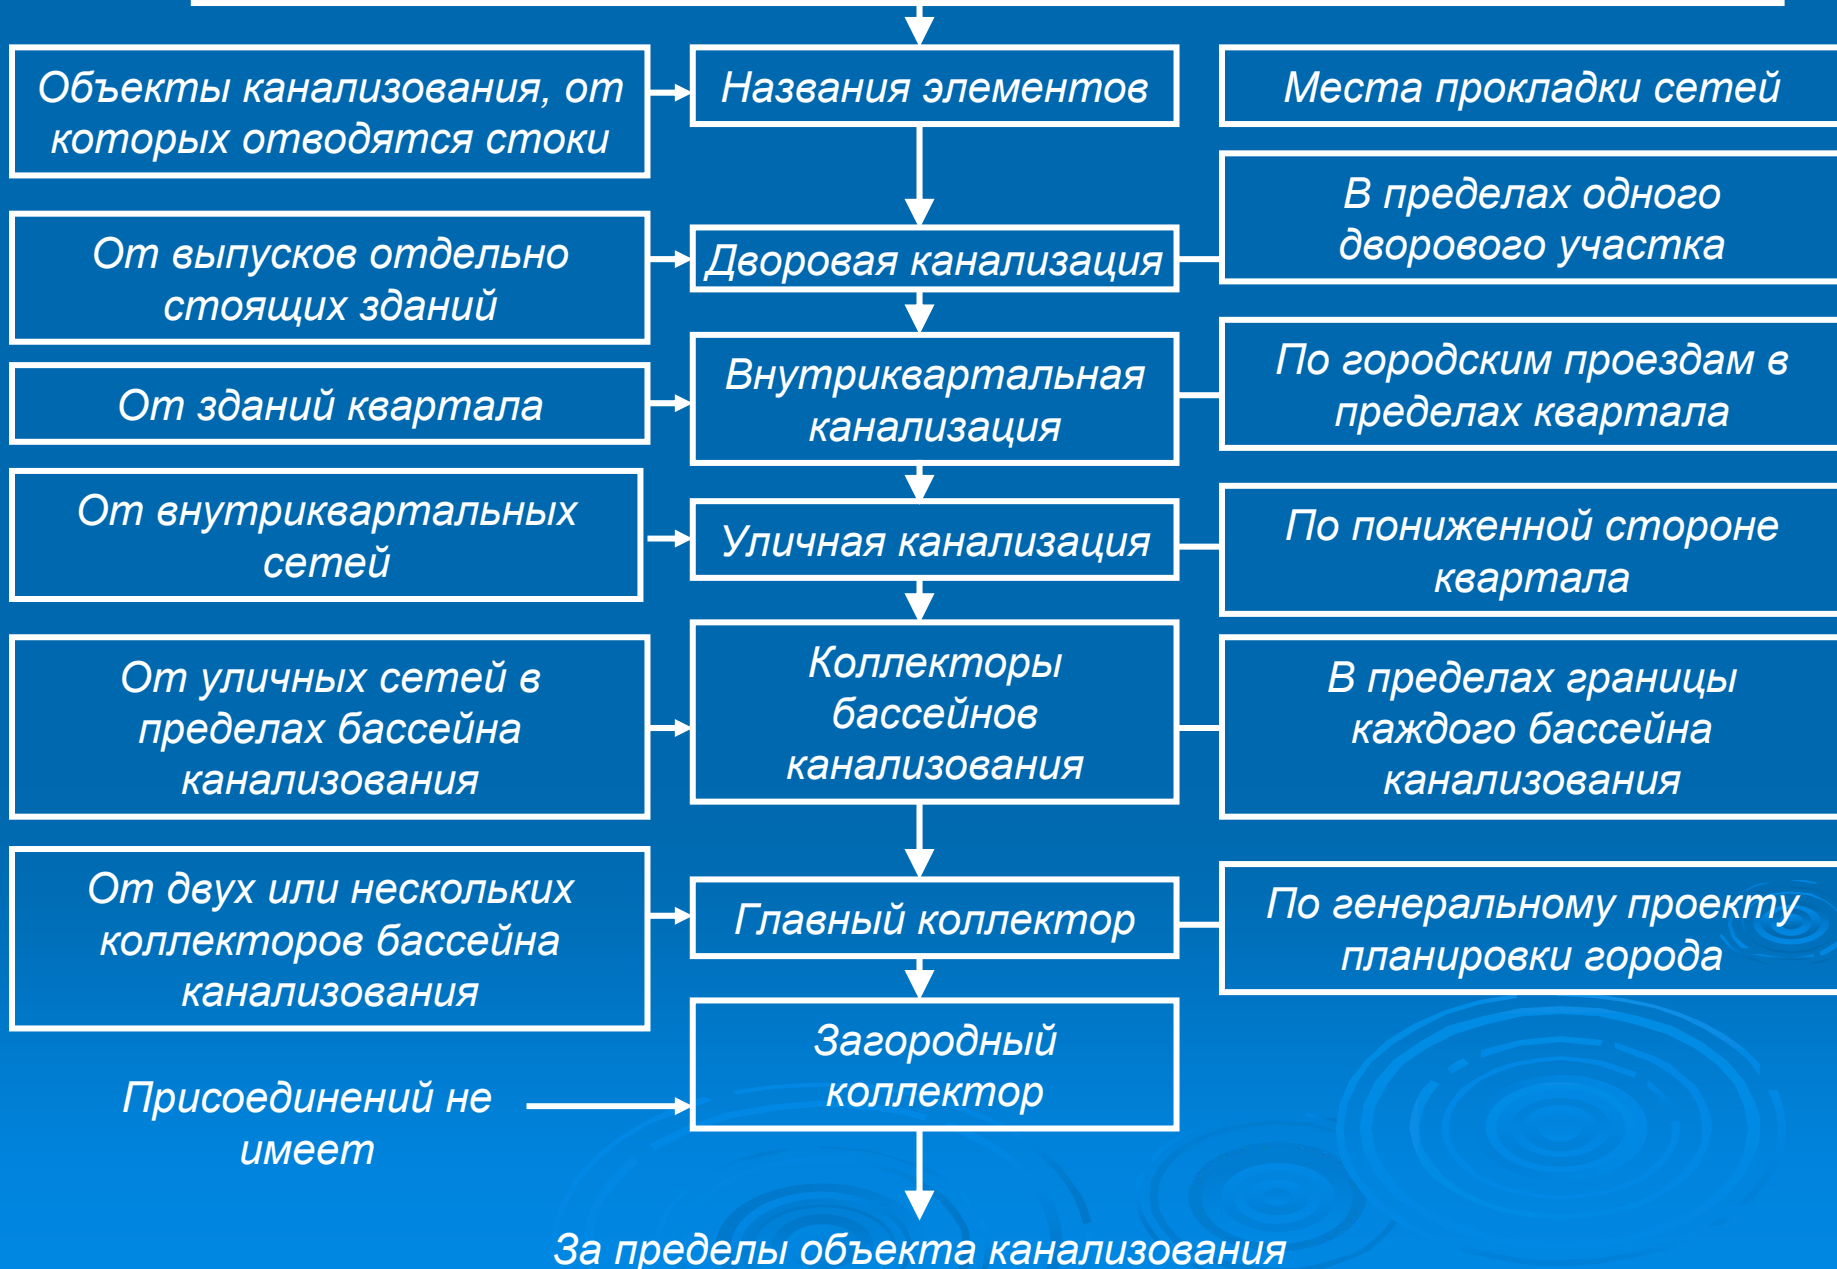 Объекты канализования, от
которых отводятся стоки
Названия элементов
Места прокладки сетей
От выпусков отдельно
стоящих зданий
Дворовая канализация
В пределах одного
дворового участка
От зданий квартала
Внутриквартальная
канализация
По городским проездам в
пределах квартала
От внутриквартальных
сетей
Уличная канализация
По пониженной стороне
квартала
От уличных сетей в
пределах бассейна
канализования
Коллекторы
бассейнов
канализования
В пределах границы
каждого бассейна
канализования
От двух или нескольких
коллекторов бассейна
канализования
Главный коллектор
По генеральному проекту
планировки города
Присоединений не
имеет
Загородный
коллектор
За пределы объекта канализования